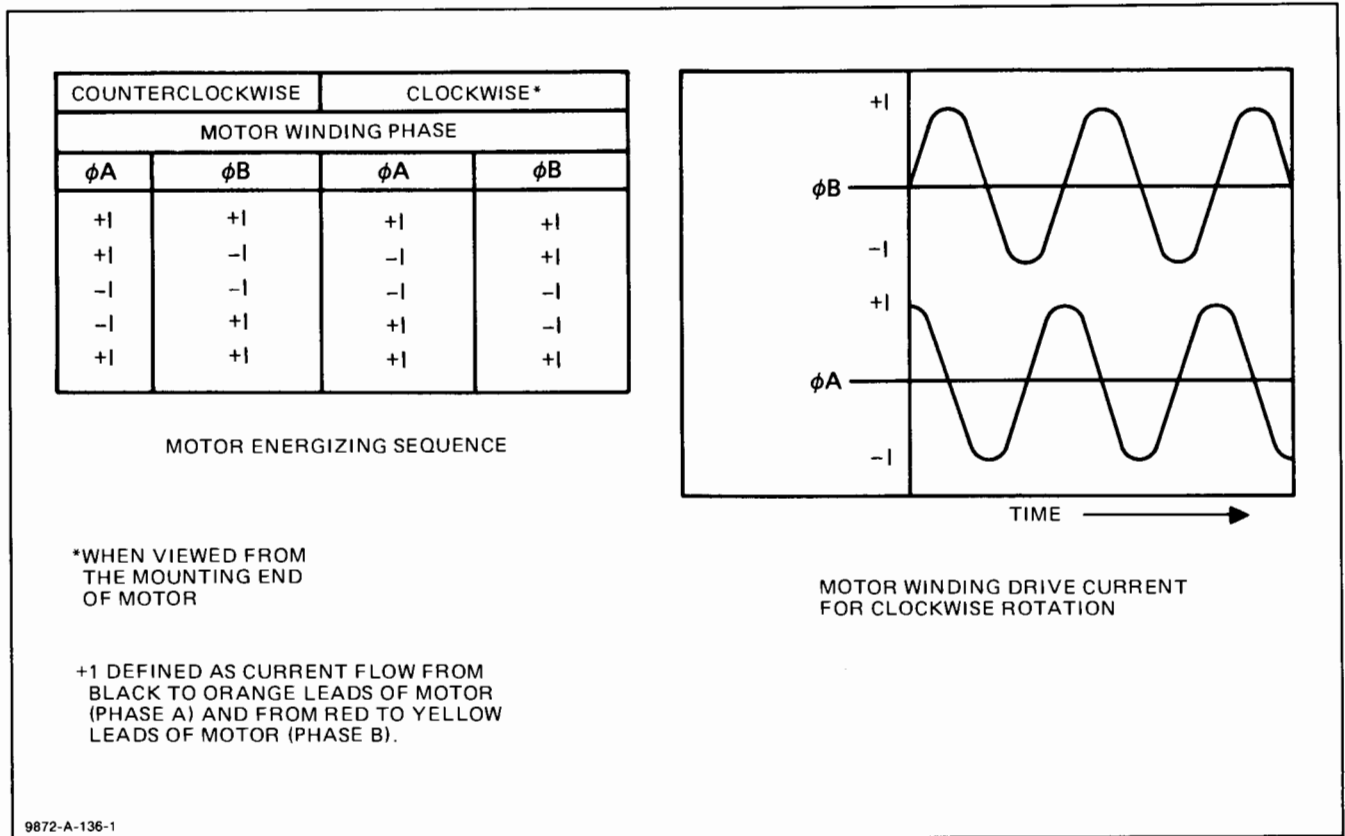 COUNTERCLOCKWISE CLOCKWISE*
MOTOR WINDING PHASE
ϕA ϕB ϕA ϕB
+I +I +I +I
+I -I -I +I
-I -I -I -I
-I +I +I -I
+I +I +I +I
MOTOR ENERGIZING SEQUENCE
*WHEN VIEWED FROM
THE MOUNTING END
OF MOTOR
+1 DEFINED AS CURRENT FLOW FROM
BLACK TO ORANGE LEADS OF MOTOR
(PHASE A) AND FROM RED TO YELLOW
LEADS OF MOTOR (PHASE B).
+I
ϕB
-I
+I
ϕA
-I
TIME
MOTOR WINDING DRIVE CURRENT
FOR CLOCKWISE ROTATION
9872-A-136-1